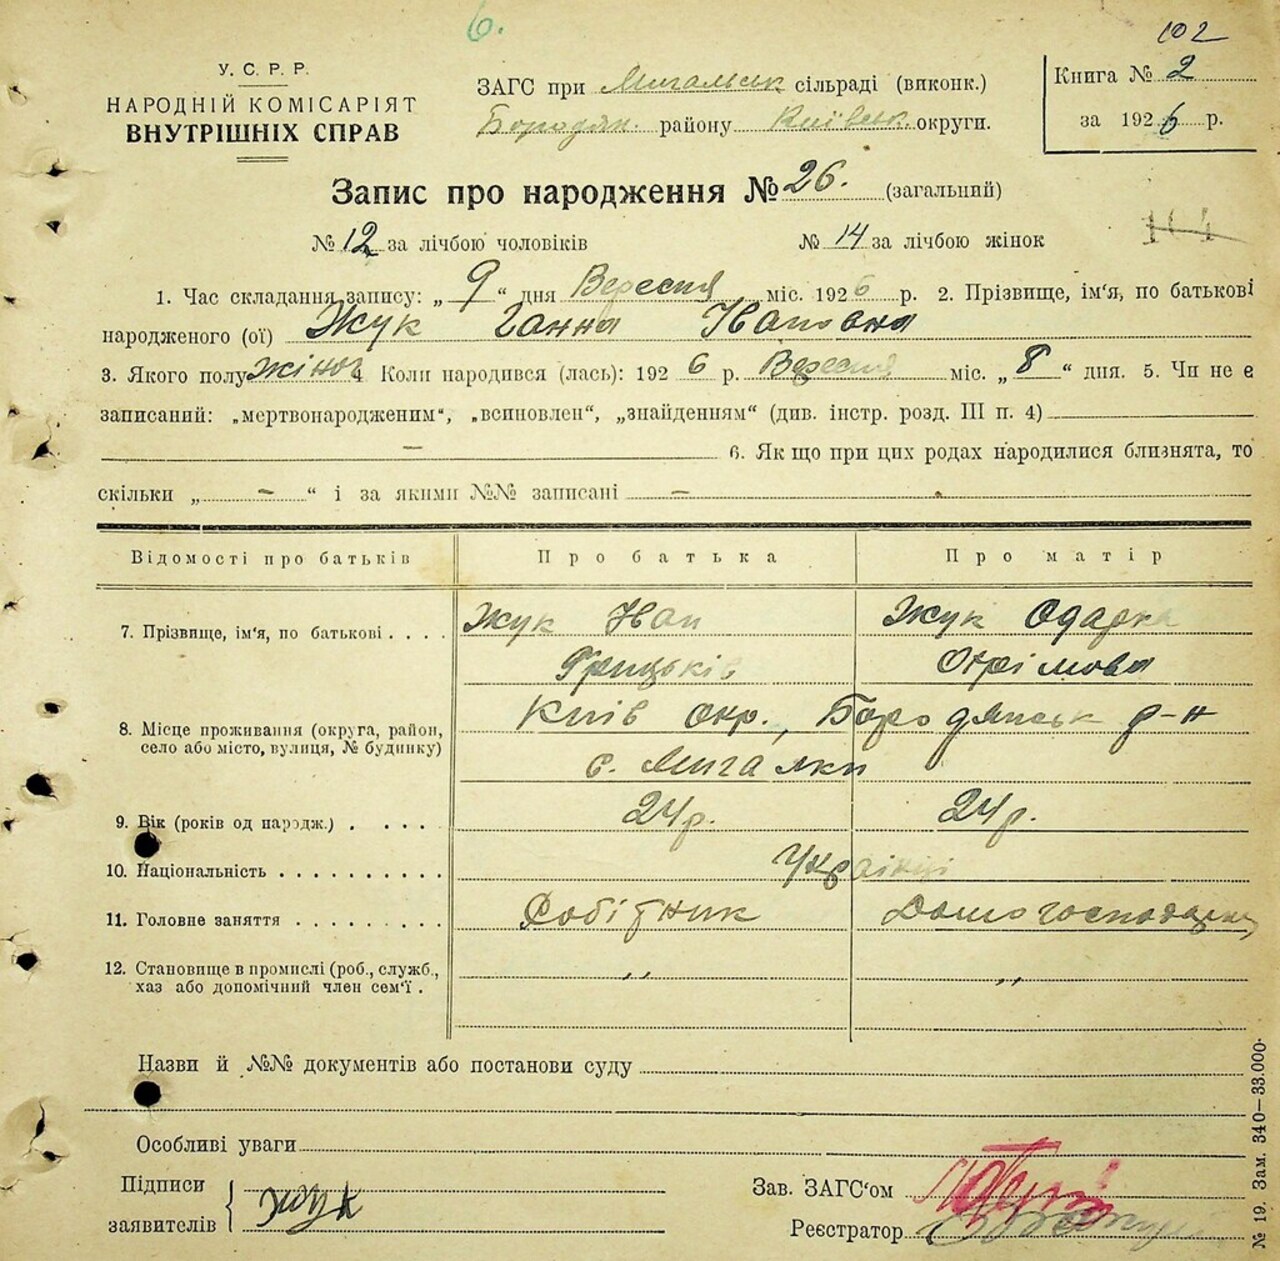 6.
102
У. С. Р. Р.
НАРОДНІЙ КОМІСАРІЯТ
ВНУТРІШНІХ СПРАВ
ЗАГС при Мигальськ сільраді (виконк.)
Бородян. району Київськ. округи.
Книга № 2
за 1926 р.
Запис про народження № 26. (загальний)
№ 12 за лічбою чоловіків № 14 за лічбою жінок
104
1. Час складання запису: „ 9 “ дня Вересня міс. 1926 р. 2. Прізвище, ім'я, по батькові
народженого (ої) Жук Ганна Івановна
3. Якого полу жіноч 4 Коли народився (лась): 1926 р. Вересня міс. „ 8 “ дня. 5. Чи не є
записаний: „мертвонародженим“, „всиновлен“, „знайденням“ (див. інстр. розд. III п. 4)
— 6. Як що при цих родах народилися близнята, то
скільки „ – “ і за якими №№ записані –
Відомості про батьків Про батька Про матір
7. Прізвище, ім'я, по батькові . . . . Жук Іван Жук Одарка
Грицьків Охрімова
8. Місце проживання (округа, район, село або місто, вулиця, № будинку) Київ окр., Бородянськ р-н
с. Мигалки
9. Вік (років од народж.) . . . . 24 р. 24 р.
10. Національність . . . . . . . . . . Українці
11. Головне заняття . . . . . . . . . Робітник Домогосподарка
12. Становище в промислі (роб., служб., ,, ,,
хаз або допомічний член сем'ї .
Назви й №№ документів або постанови суду
Особливі уваги
Підписи
заявителів Жук
Зав. ЗАГС'ом
Реєстратор
№ 19. Зам. 340—33.000.